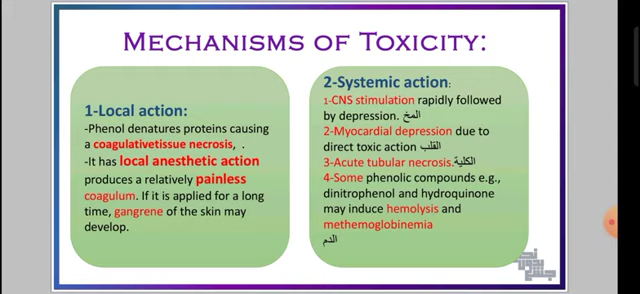 MECHANISMS OF TOXICITY:
1-Local action:
-Phenol denatures proteins causing
a coagulativetissue necrosis, .
-It has local anesthetic action
produces a relatively painless
coagulum. If it is applied for a long
time, gangrene of the skin may
develop.
2-Systemic action:
1-CNS stimulation rapidly followed
by depression. المخ
2-Myocardial depression due to
direct toxic action القلب
3-Acute tubular necrosis.الكلية
4-Some phenolic compounds e.g.,
dinitrophenol and hydroquinone
may induce hemolysis and
methemoglobinemia
الدم